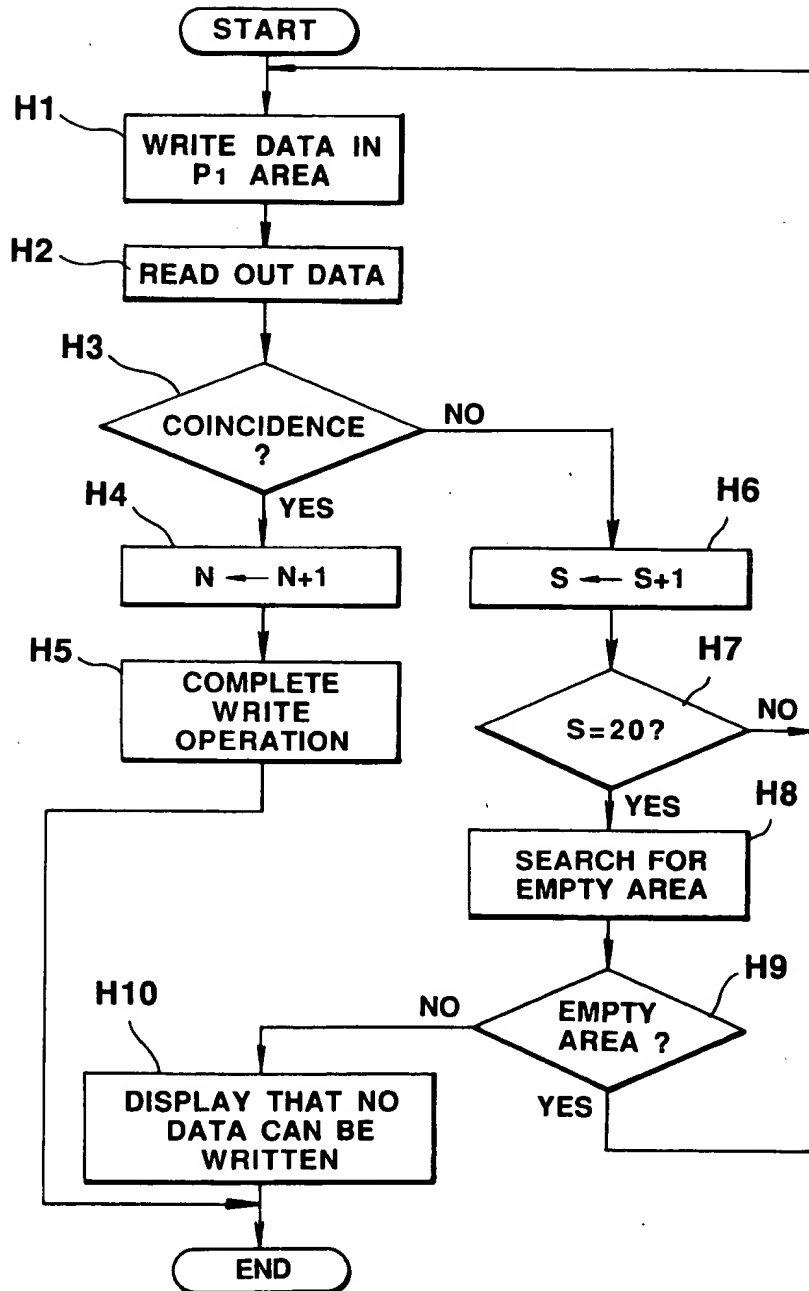 START
H1
WRITE DATA IN
P1 AREA
H2
READ OUT DATA
H3
COINCIDENCE
?
NO
YES
H4
N ← N+1
H5
COMPLETE
WRITE
OPERATION
H6
S ← S+1
H7
S=20?
NO
YES
H8
SEARCH FOR
EMPTY AREA
H9
EMPTY
AREA ?
NO
YES
H10
DISPLAY THAT NO
DATA CAN BE
WRITTEN
END